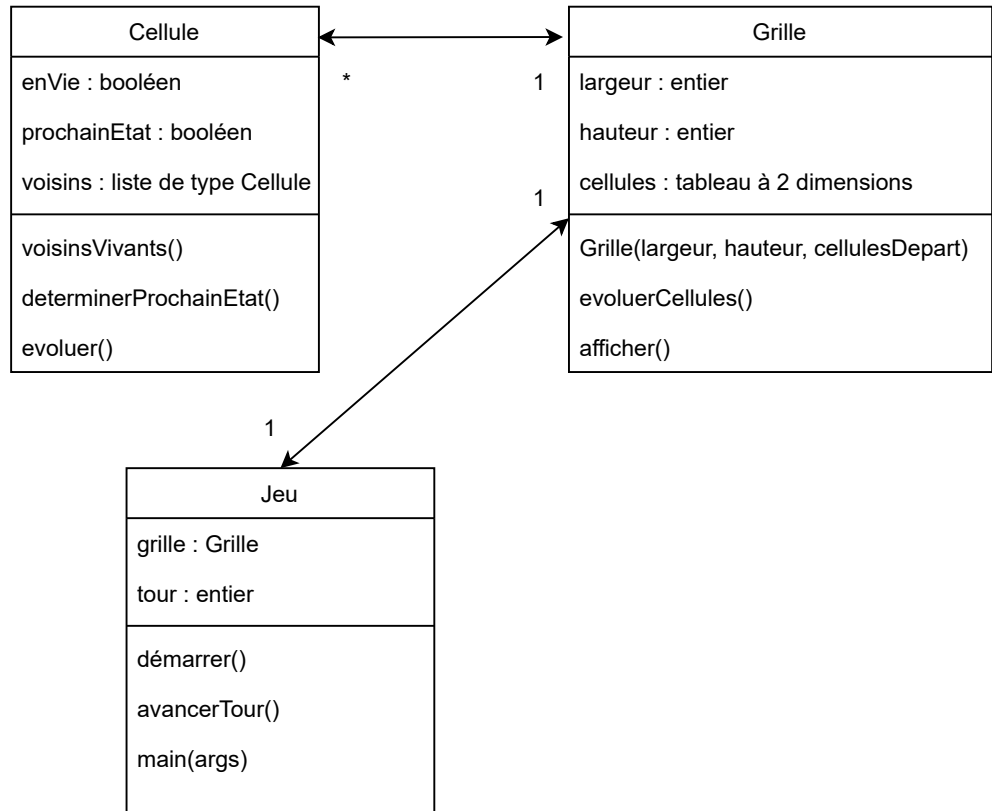 Cellule
enVie : booléen
prochainEtat : booléen
voisins : liste de type Cellule
voisinsVivants()
determinerProchainEtat()
evoluer()
*
1
Grille
largeur : entier
hauteur : entier
cellules : tableau à 2 dimensions
Grille(largeur, hauteur, cellulesDepart)
evoluerCellules()
afficher()
1
1
Jeu
grille : Grille
tour : entier
démarrer()
avancerTour()
main(args)